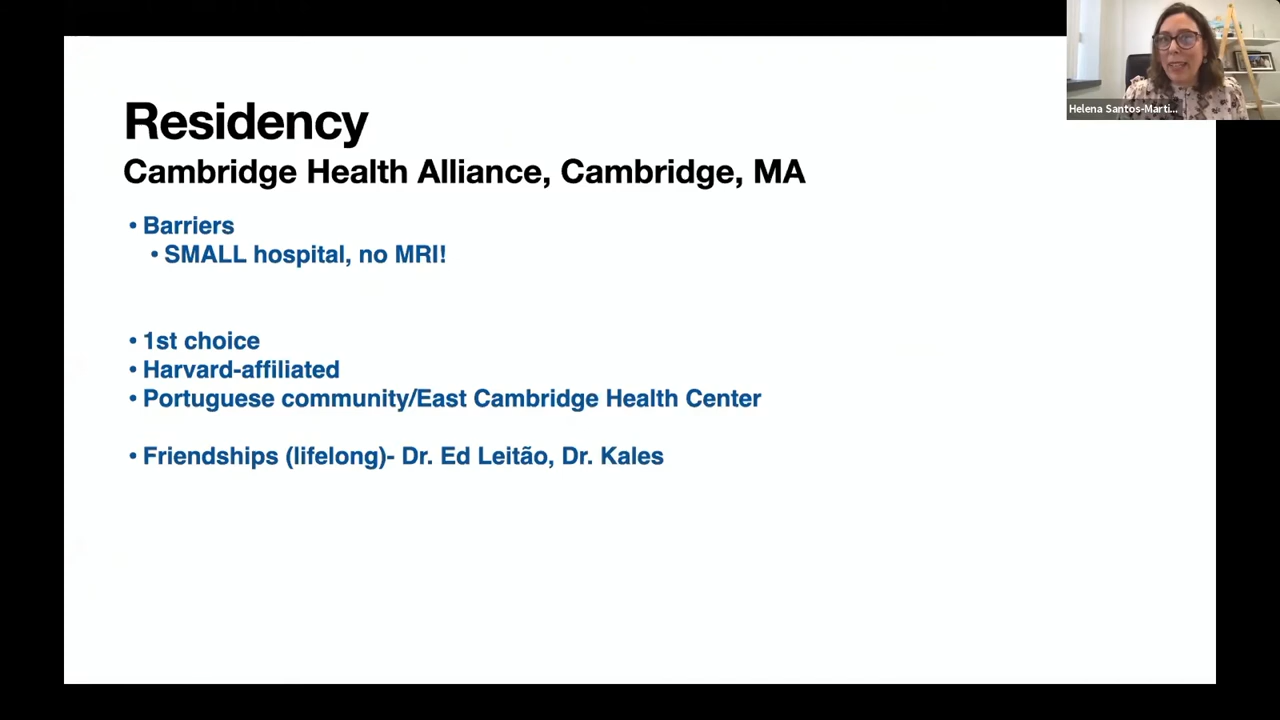 Helena Santos-Marti...
Residency
Cambridge Health Alliance, Cambridge, MA
• Barriers
• SMALL hospital, no MRI!
• 1st choice
• Harvard-affiliated
• Portuguese community/East Cambridge Health Center
• Friendships (lifelong)- Dr. Ed Leitão, Dr. Kales